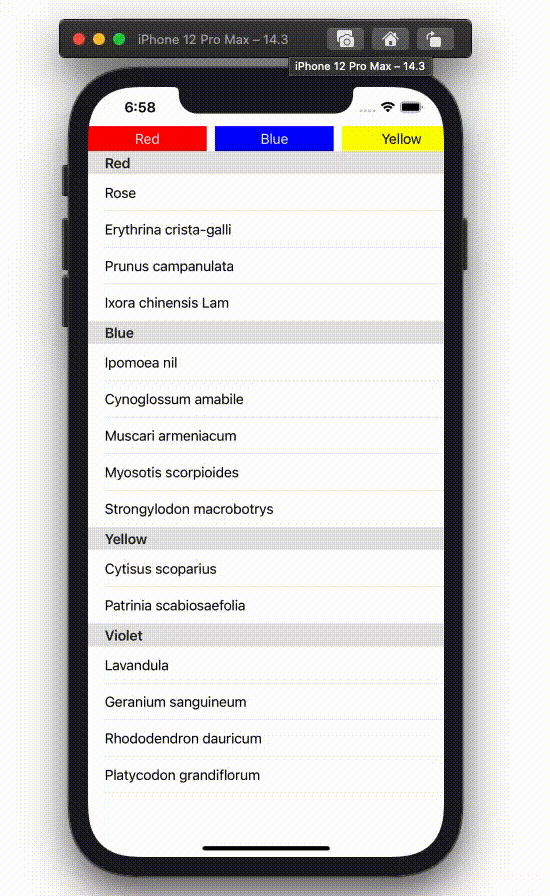 iPhone 12 Pro Max – 14.3
iPhone 12 Pro Max – 14.3
6:58
Red Blue Yellow
Red
Rose
Erythrina crista-galli
Prunus campanulata
Ixora chinensis Lam
Blue
Ipomoea nil
Cynoglossum amabile
Muscari armeniacum
Myosotis scorpioides
Strongylodon macrobotrys
Yellow
Cytisus scoparius
Patrinia scabiosaefolia
Violet
Lavandula
Geranium sanguineum
Rhododendron dauricum
Platycodon grandiflorum